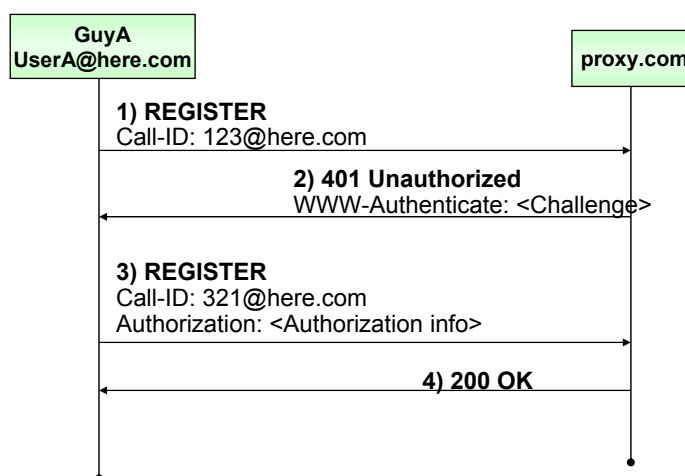 GuyA
UserA@here.com
proxy.com
1) REGISTER
Call-ID: 123@here.com
2) 401 Unauthorized
WWW-Authenticate: <Challenge>
3) REGISTER
Call-ID: 321@here.com
Authorization: <Authorization info>
4) 200 OK